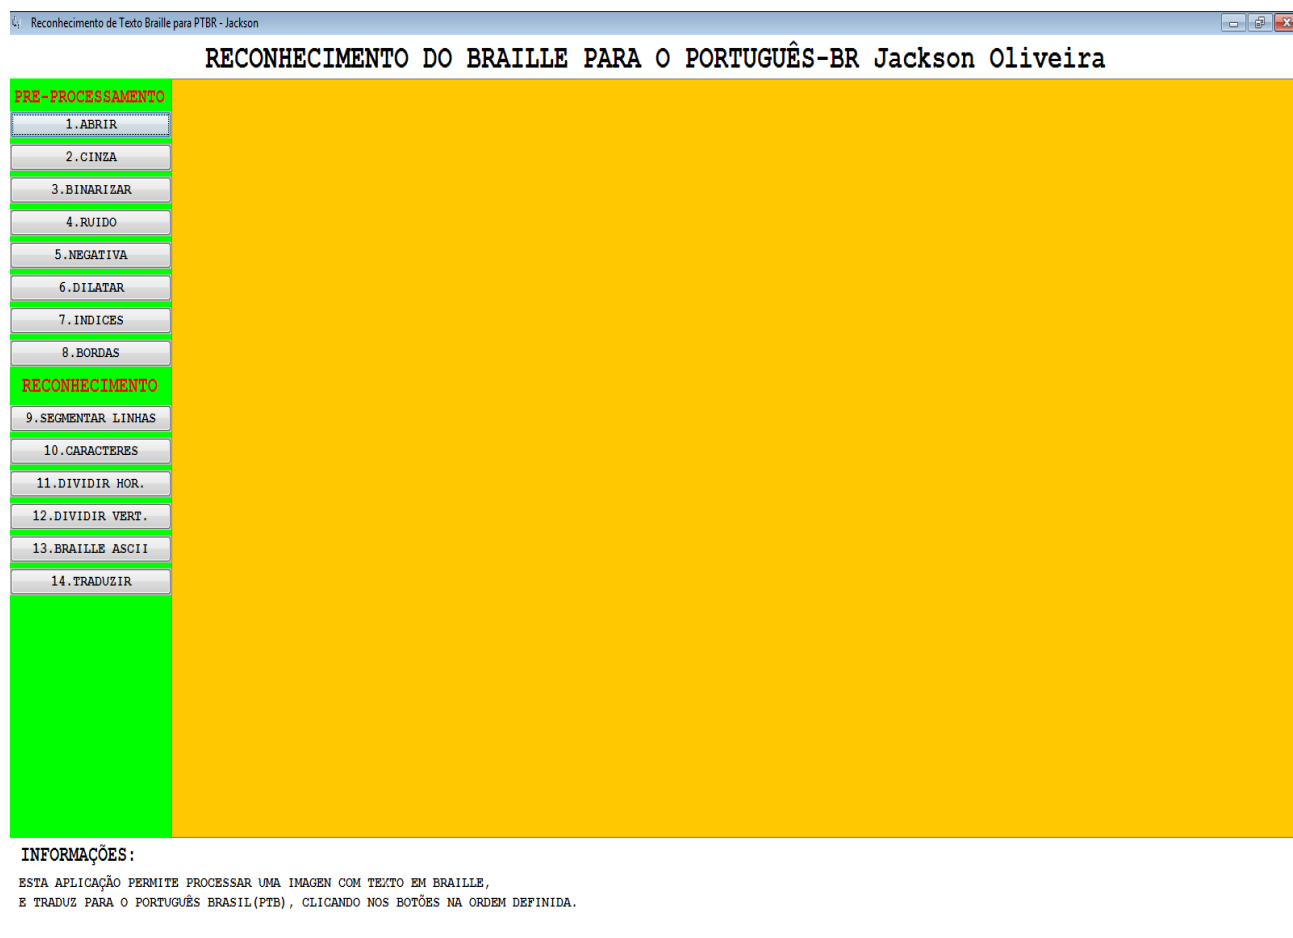 Reconhecimento de Texto Braille para PTBR - Jackson
RECONHECIMENTO DO BRAILLE PARA O PORTUGUÊS-BR Jackson Oliveira
PRE-PROCESSAMENTO
1.ABRIR
2.CINZA
3.BINARIZAR
4.RUIDO
5.NEGATIVA
6.DILATAR
7.INDICES
8.BORDAS
RECONHECIMENTO
9.SEGMENTAR LINHAS
10.CARACTERES
11.DIVIDIR HOR.
12.DIVIDIR VERT.
13.BRAILLE ASCII
14.TRADUZIR
INFORMAÇÕES:
ESTA APLICAÇÃO PERMITE PROCESSAR UMA IMAGEN COM TEXTO EM BRAILLE,
E TRADUZ PARA O PORTUGUÊS BRASIL(PTB), CLICANDO NOS BOTÕES NA ORDEM DEFINIDA.